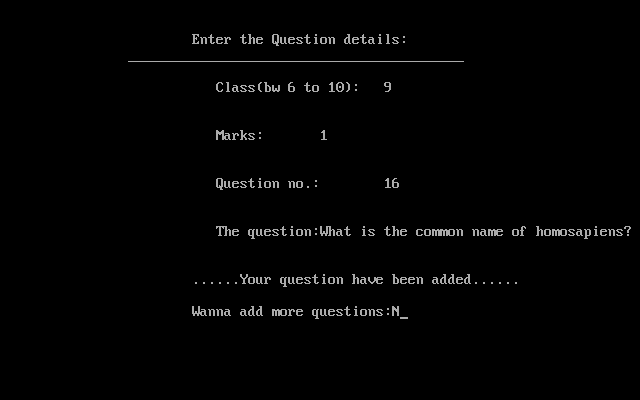 Enter the Question details:
Class(bw 6 to 10): 9
Marks: 1
Question no.: 16
The question:What is the common name of homosapiens?
......Your question have been added......
Wanna add more questions:N_